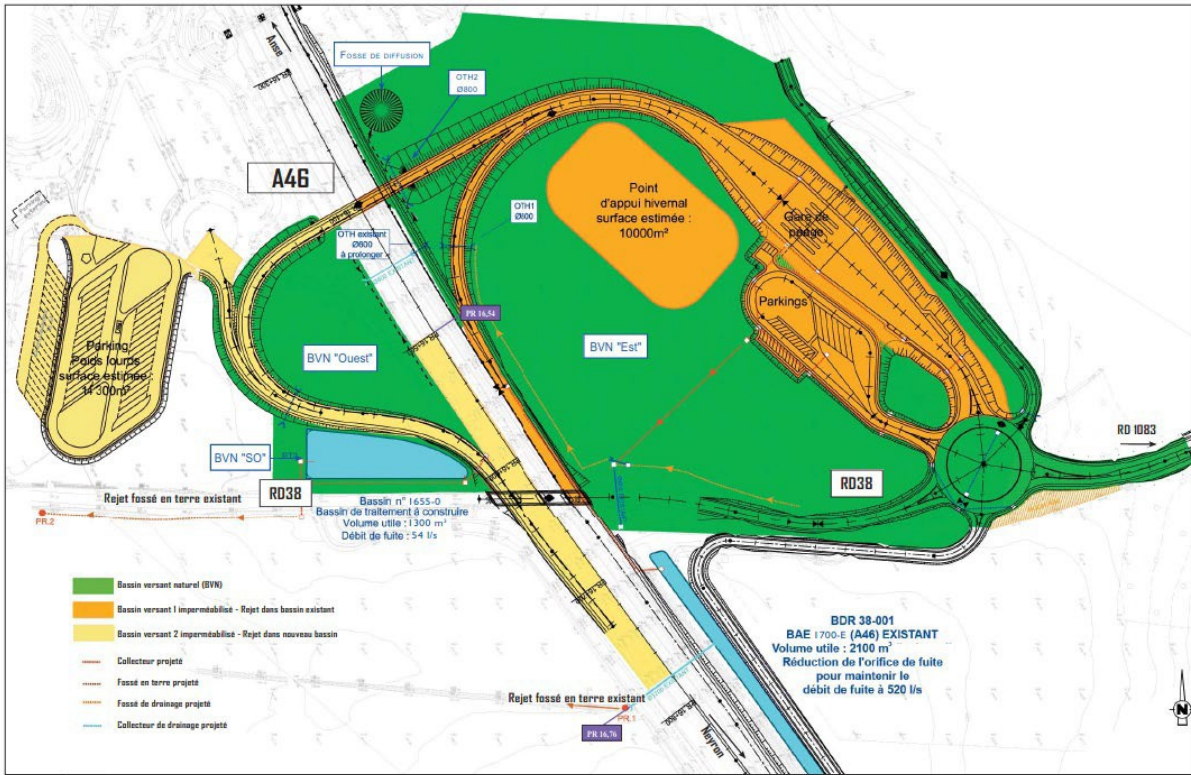 Anse
FOSSE DE DIFFUSION
OTH2
Ø800
A46
Point
d'appui hivernal
surface estimée :
10000m²
Gare de
péage
OTH1
Ø800
OTH existant
Ø600
à prolonger
Parkings
PR 16,54
BVN "Ouest"
BVN "Est"
Parking
Poids lourds
surface estimée :
14 300m²
RD 1083
BVN "SO"
RD38
RD38
Rejet fossé en terre existant
PR.2
Bassin n° 1655-0
Bassin de traitement à construire
Volume utile : 1300 m³
Débit de fuite : 54 l/s
Bassin versant naturel (BVN)
Bassin versant 1 imperméabilisé - Rejet dans bassin existant
Bassin versant 2 imperméabilisé - Rejet dans nouveau bassin
Collecteur projeté
Fossé en terre projeté
Fossé de drainage projeté
Collecteur de drainage projeté
BDR 38-001
BAE 1700-E (A46) EXISTANT
Volume utile : 2100 m³
Réduction de l'orifice de fuite
pour maintenir le
débit de fuite à 520 l/s
Rejet fossé en terre existant
PR.1
PR 16,76
Neyron
N